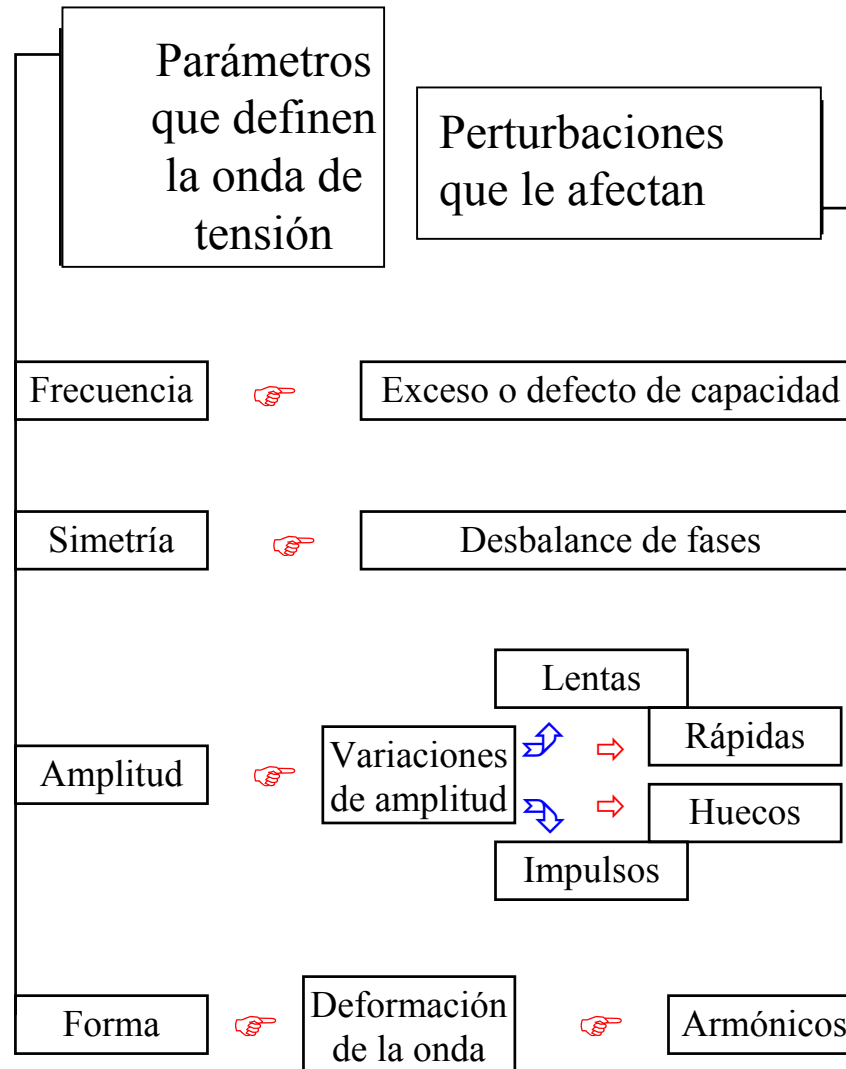 Parámetros
que definen
la onda de
tensión
Perturbaciones
que le afectan
Frecuencia
Exceso o defecto de capacidad
Simetría
Desbalance de fases
Amplitud
Variaciones
de amplitud
Lentas
Rápidas
Huecos
Impulsos
Forma
Deformación
de la onda
Armónicos